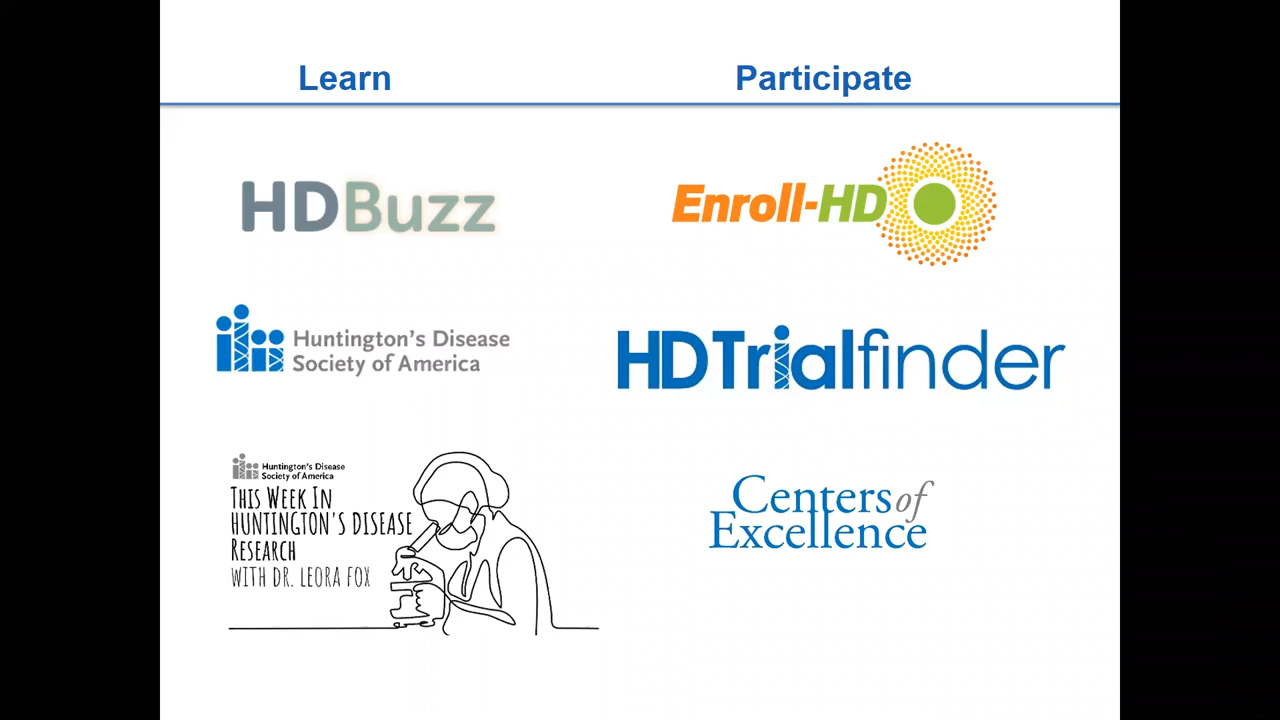 Learn
Participate
HDBuzz
Enroll-HD
Huntington's Disease
Society of America
HDTrialfinder
Huntington's Disease
Society of America
THIS WEEK IN
HUNTINGTON'S DISEASE
RESEARCH
WITH DR. LEORA FOX
Centers of
Excellence